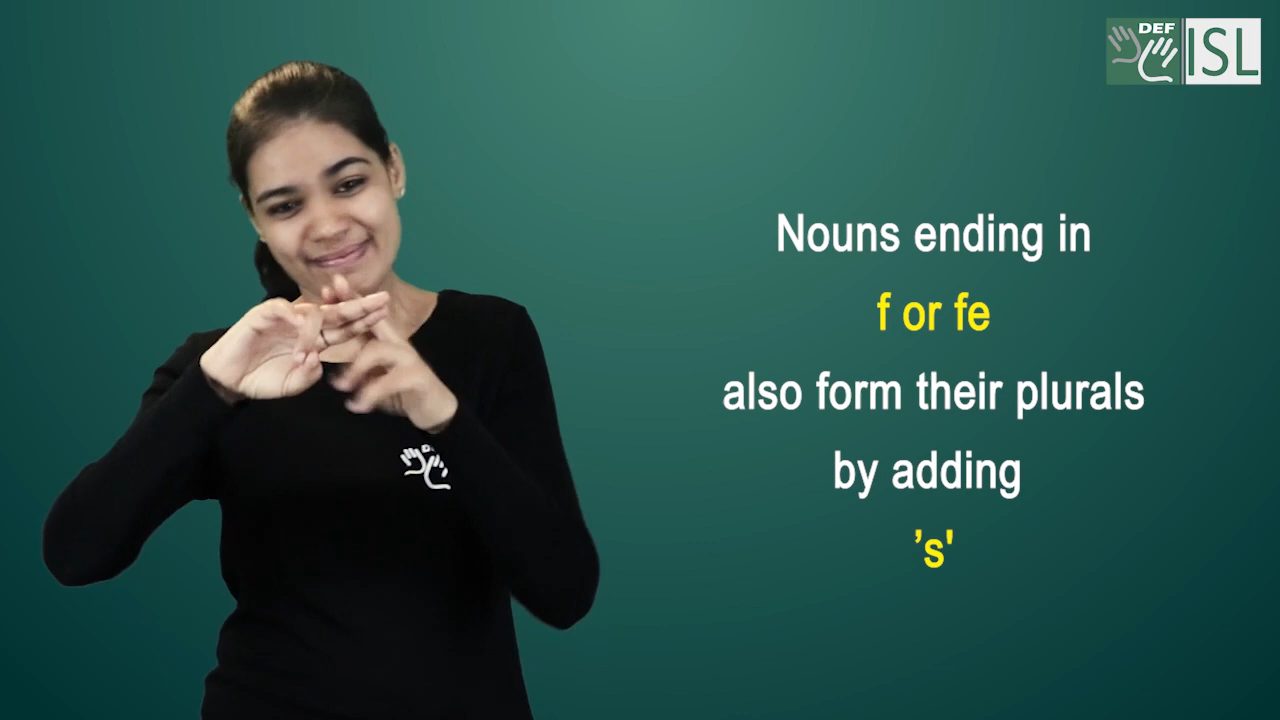 DEF
ISL
Nouns ending in
f or fe
also form their plurals
by adding
’s'